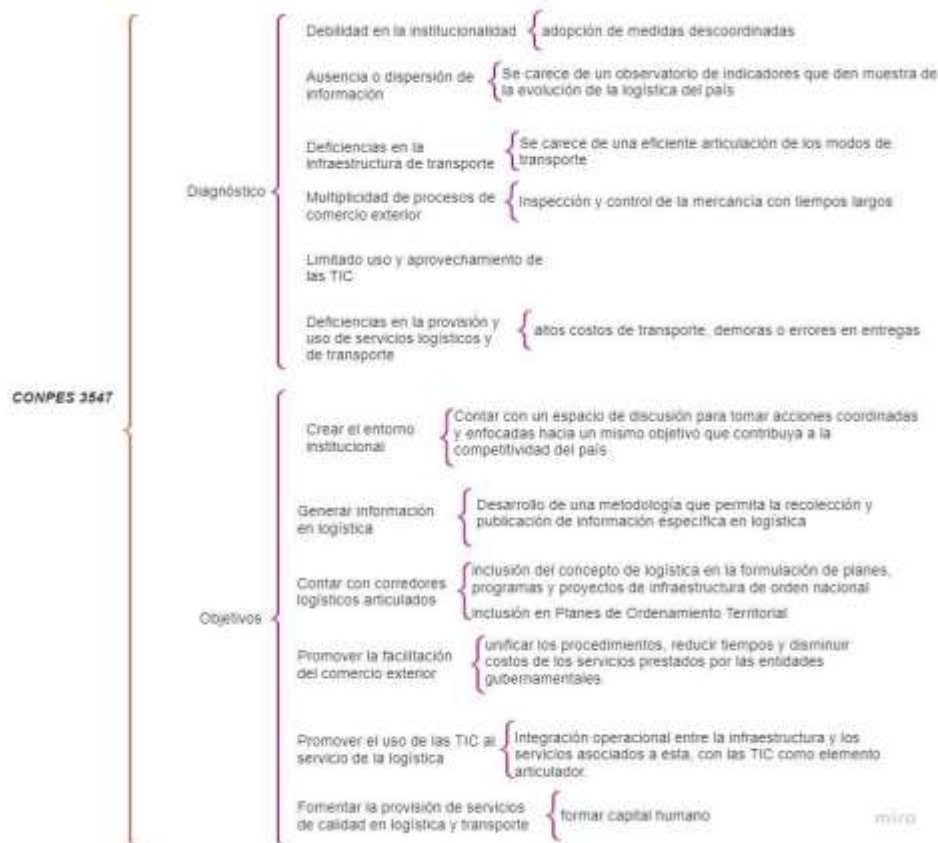 CONPES 3547
Diagnóstico
Debilidad en la institucionalidad
adopción de medidas descoordinadas
Ausencia o dispersión de
información
Se carece de un observatorio de indicadores que den muestra de
la evolución de la logística del país
Deficiencias en la
infraestructura de transporte
Se carece de una eficiente articulación de los modos de
transporte
Multiplicidad de procesos de
comercio exterior
Inspección y control de la mercancía con tiempos largos
Limitado uso y aprovechamiento de
las TIC
Deficiencias en la provisión y
uso de servicios logísticos y
de transporte
altos costos de transporte, demoras o errores en entregas
Objetivos
Crear el entorno
institucional
Contar con un espacio de discusión para tomar acciones coordinadas
y enfocadas hacia un mismo objetivo que contribuya a la
competitividad del país
Generar información
en logística
Desarrollo de una metodología que permita la recolección y
publicación de información específica en logística
Contar con corredores
logísticos articulados
Inclusión del concepto de logística en la formulación de planes,
programas y proyectos de infraestructura de orden nacional
Inclusión en Planes de Ordenamiento Territorial
Promover la facilitación
del comercio exterior
unificar los procedimientos, reducir tiempos y disminuir
costos de los servicios prestados por las entidades
gubernamentales.
Promover el uso de las TIC al
servicio de la logística
Integración operacional entre la infraestructura y los
servicios asociados a esta, con las TIC como elemento
articulador.
Fomentar la provisión de servicios
de calidad en logística y transporte
formar capital humano
miro